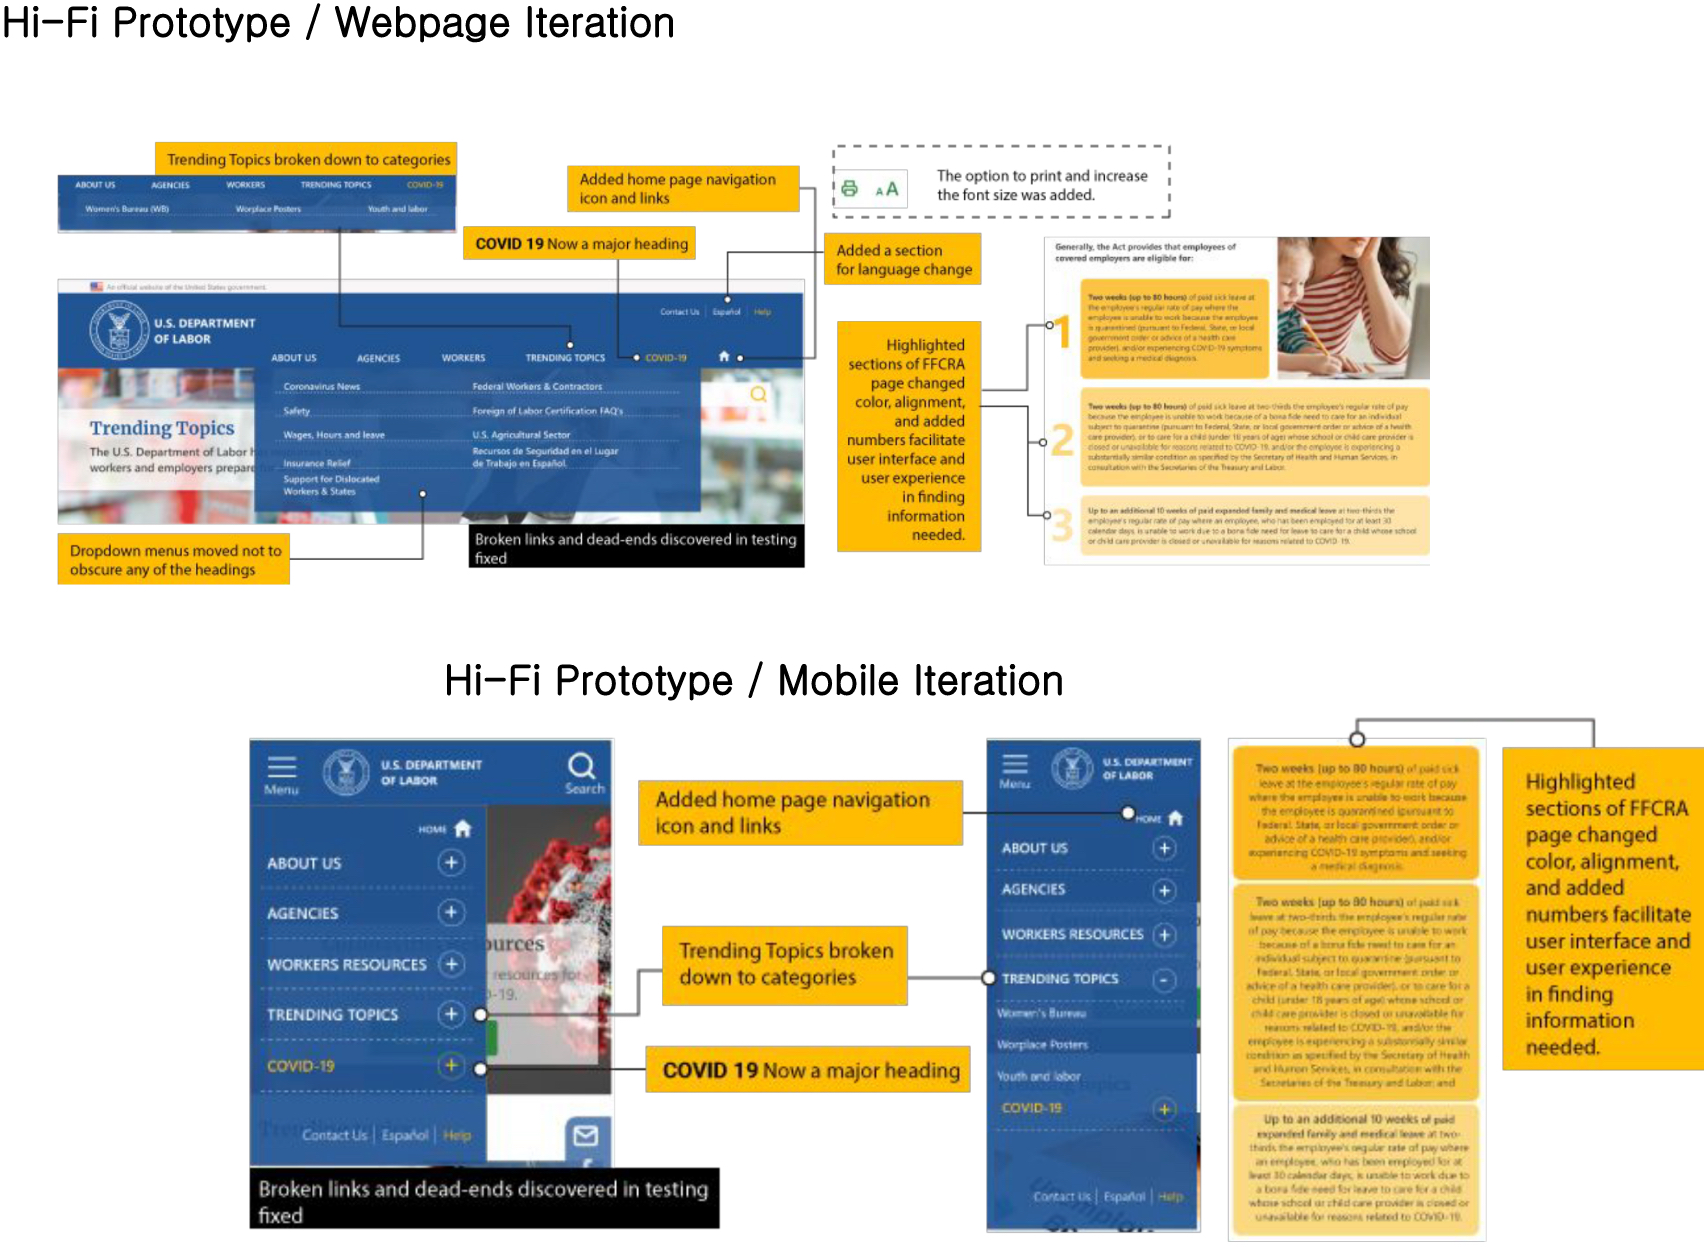 Hi-Fi Prototype / Webpage Iteration
Trending Topics broken down to categories
ABOUT US AGENCIES WORKERS TRENDING TOPICS COVID-19
Women's Bureau (WB) Worplace Posters Youth and labor
Added home page navigation
icon and links
The option to print and increase
the font size was added.
A A
COVID 19 Now a major heading
Added a section
for language change
An official website of the United States government.
U.S. DEPARTMENT
OF LABOR
Contact Us | Español | Help
ABOUT US AGENCIES WORKERS TRENDING TOPICS COVID-19
Coronavirus News Federal Workers & Contractors
Safety Foreign of Labor Certification FAQ's
Wages, Hours and leave U.S. Agricultural Sector
Insurance Relief Recursos de Seguridad en el Lugar
de Trabajo en Español.
Support for Dislocated
Workers & States
Trending Topics
The U.S. Department of Labor h
workers and employers prepare
Dropdown menus moved not to
obscure any of the headings
Broken links and dead-ends discovered in testing
fixed
Highlighted
sections of FFCRA
page changed
color, alignment,
and added
numbers facilitate
user interface and
user experience
in finding
information
needed.
Generally, the Act provides that employees of
covered employers are eligible for:
1
Two weeks (up to 80 hours) of paid sick leave at
the employee's regular rate of pay where the
employee is unable to work because the employee
is quarantined (pursuant to Federal, State, or local
government order or advice of a health care
provider), and/or experiencing COVID-19 symptoms
and seeking a medical diagnosis.
2
Two weeks (up to 80 hours) of paid sick leave at two-thirds the employee's regular rate of pay
because the employee is unable to work because of a bona fide need to care for an individual
subject to quarantine (pursuant to Federal, State, or local government order or advice of a health
care provider), or to care for a child (under 18 years of age) whose school or child care provider is
closed or unavailable for reasons related to COVID-19, and/or the employee is experiencing a
substantially similar condition as specified by the Secretary of Health and Human Services, in
consultation with the Secretaries of the Treasury and Labor.
3
Up to an additional 10 weeks of paid expanded family and medical leave at two-thirds the
employee's regular rate of pay where an employee, who has been employed for at least 30
calendar days, is unable to work due to a bona fide need for leave to care for a child whose school
or child care provider is closed or unavailable for reasons related to COVID-19.
Hi-Fi Prototype / Mobile Iteration
Menu
U.S. DEPARTMENT
OF LABOR
Search
HOME
ABOUT US
AGENCIES
WORKERS RESOURCES
TRENDING TOPICS
COVID-19
Contact Us | Español | Help
urces
resources for
-19.
Broken links and dead-ends discovered in testing
fixed
Added home page navigation
icon and links
Trending Topics broken
down to categories
COVID 19 Now a major heading
Menu
U.S. DEPARTMENT
OF LABOR
HOME
ABOUT US
AGENCIES
WORKERS RESOURCES
TRENDING TOPICS
Women's Bureau
Worplace Posters
Youth and labor
COVID-19
Contact Us | Español | Help
Two weeks (up to 80 hours) of paid sick
leave at the employee's regular rate of pay
where the employee is unable to work because
the employee is quarantined (pursuant to
Federal, State, or local government order or
advice of a health care provider), and/or
experiencing COVID-19 symptoms and seeking
a medical diagnosis.
Two weeks (up to 80 hours) of paid sick
leave at two-thirds the employee's regular rate
of pay because the employee is unable to work
because of a bona fide need to care for an
individual subject to quarantine (pursuant to
Federal, State, or local government order or
advice of a health care provider), or to care for a
child (under 18 years of age) whose school or
child care provider is closed or unavailable for
reasons related to COVID-19, and/or the
employee is experiencing a substantially similar
condition as specified by the Secretary of Health
and Human Services, in consultation with the
Secretaries of the Treasury and Labor; and
Up to an additional 10 weeks of paid
expanded family and medical leave at two-
thirds the employee's regular rate of pay where
an employee, who has been employed for at
least 30 calendar days, is unable to work due to
a bona fide need for leave to care for a child
whose school or child care provider is closed or
unavailable for reasons related to COVID-19.
Highlighted
sections of FFCRA
page changed
color, alignment,
and added
numbers facilitate
user interface and
user experience
in finding
information
needed.